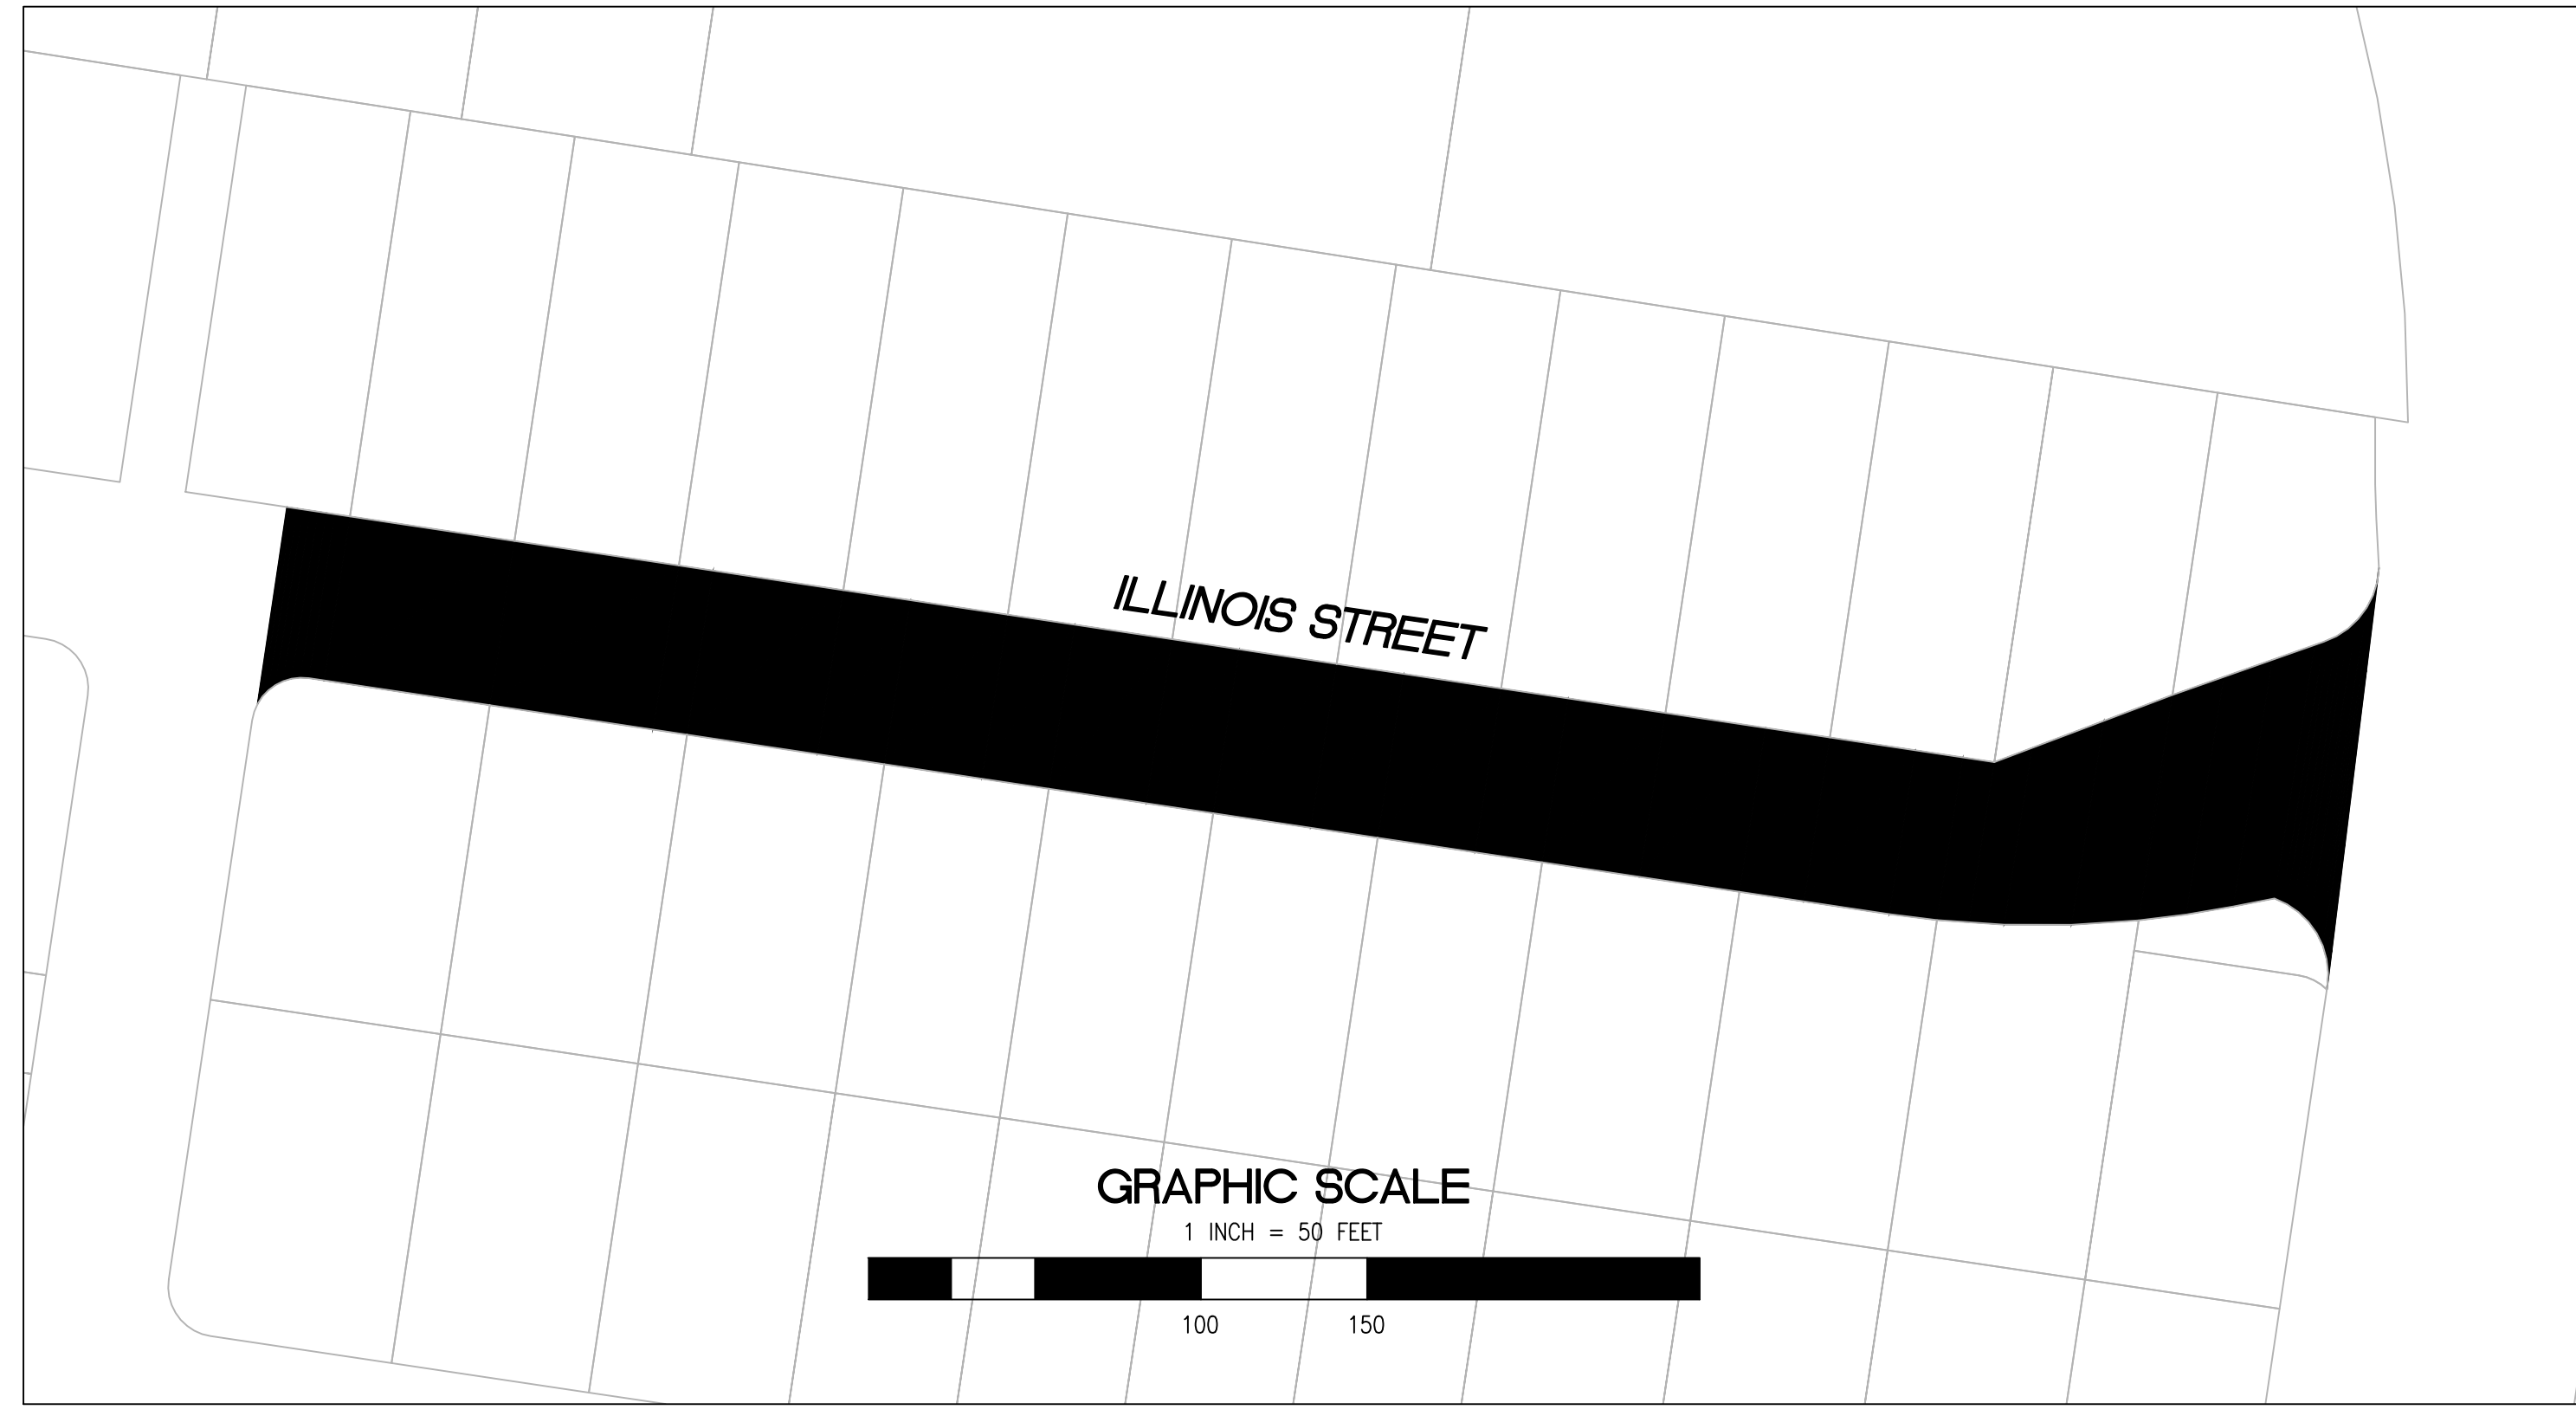 ILLINOIS STREET
GRAPHIC SCALE
1 INCH = 50 FEET
100 150